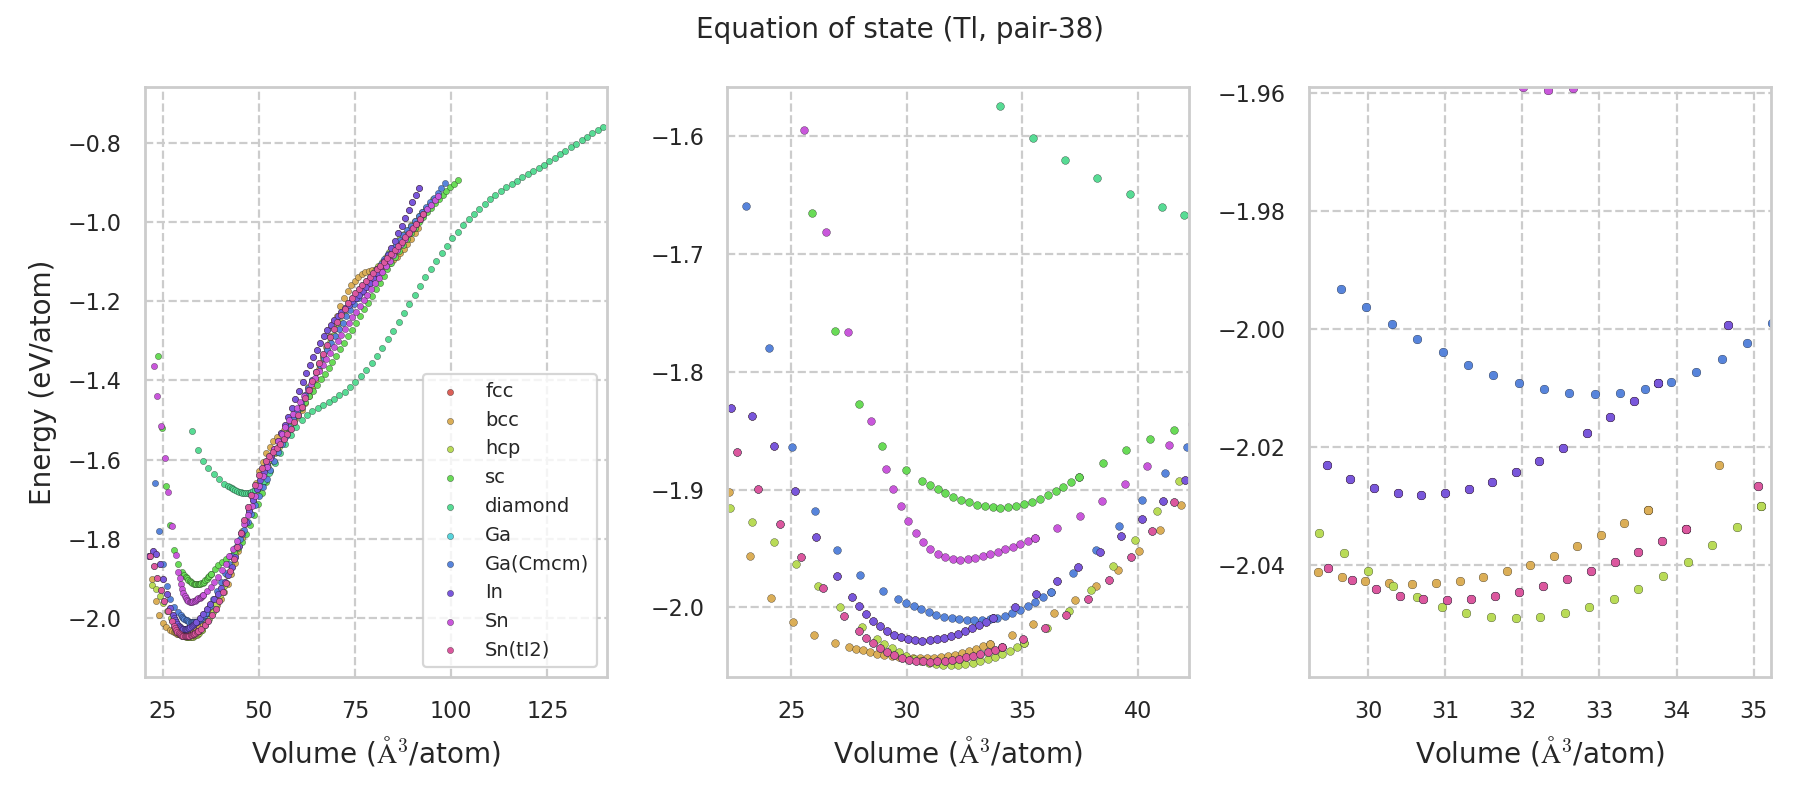 Equation of state (Tl, pair-38)
Energy (eV/atom)
−0.8
−1.0
−1.2
−1.4
−1.6
−1.8
−2.0
25 50 75 100 125
Volume (Å³/atom)
fcc
bcc
hcp
sc
diamond
Ga
Ga(Cmcm)
In
Sn
Sn(tI2)
−1.6
−1.7
−1.8
−1.9
−2.0
25 30 35 40
Volume (Å³/atom)
−1.96
−1.98
−2.00
−2.02
−2.04
30 31 32 33 34 35
Volume (Å³/atom)